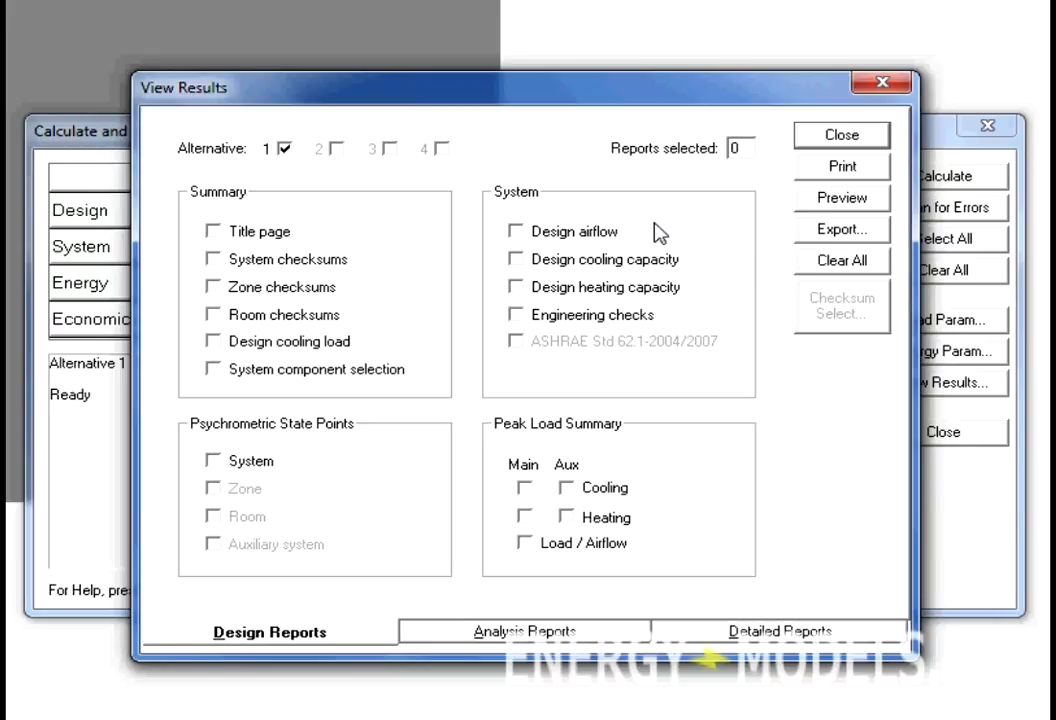 View Results
Calculate and
Alternative: 1 2 3 4
Reports selected: 0
Close
Print
Preview
Export...
Clear All
Checksum
Select...
Summary
Title page
System checksums
Zone checksums
Room checksums
Design cooling load
System component selection
System
Design airflow
Design cooling capacity
Design heating capacity
Engineering checks
ASHRAE Std 62.1-2004/2007
Psychrometric State Points
System
Zone
Room
Auxiliary system
Peak Load Summary
Main Aux
Cooling
Heating
Load / Airflow
Design Reports
Analysis Reports
Detailed Reports
Design
System
Energy
Economic
Alternative 1
Ready
For Help, pre
alculate
n for Errors
elect All
lear All
d Param...
rgy Param...
w Results...
Close
ENERGY MODELS